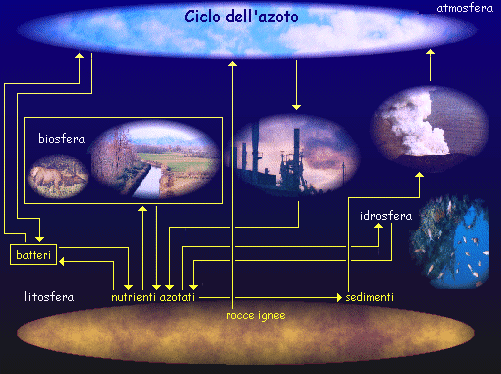 Ciclo dell'azoto
atmosfera
biosfera
idrosfera
batteri
litosfera
nutrienti azotati
sedimenti
rocce ignee